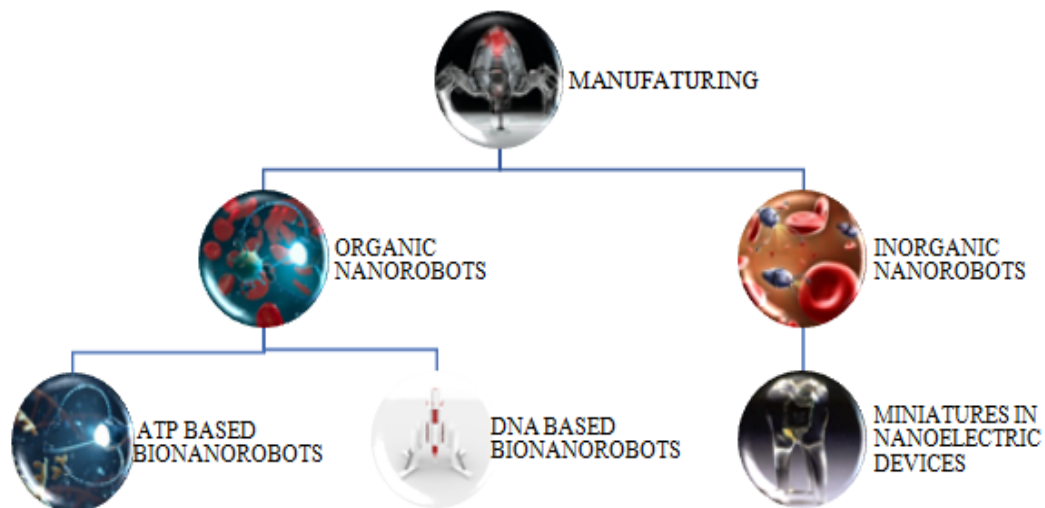 MANUFATURING
ORGANIC
NANOROBOTS
INORGANIC
NANOROBOTS
ATP BASED
BIONANOROBOTS
DNA BASED
BIONANOROBOTS
MINIATURES IN
NANOELECTRIC
DEVICES